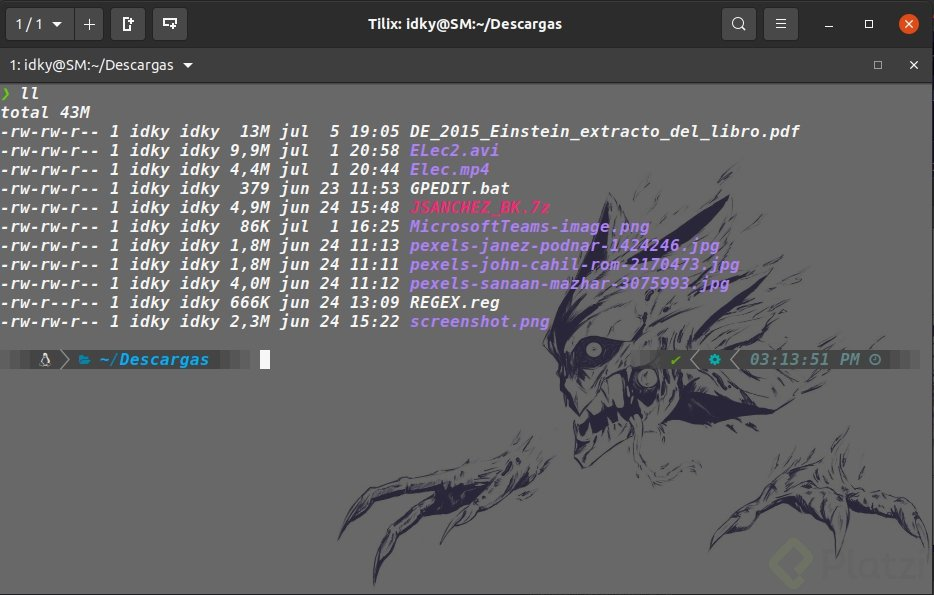 1 / 1
Tilix: idky@SM:~/Descargas
1: idky@SM:~/Descargas
❯ ll
total 43M
-rw-rw-r-- 1 idky idky  13M jul  5 19:05 DE_2015_Einstein_extracto_del_libro.pdf
-rw-rw-r-- 1 idky idky 9,9M jul  1 20:58 ELec2.avi
-rw-rw-r-- 1 idky idky 4,4M jul  1 20:44 Elec.mp4
-rw-rw-r-- 1 idky idky  379 jun 23 11:53 GPEDIT.bat
-rw-rw-r-- 1 idky idky 4,9M jun 24 15:48 JSANCHEZ_BK.7z
-rw-rw-r-- 1 idky idky  86K jul  1 16:25 MicrosoftTeams-image.png
-rw-rw-r-- 1 idky idky 1,8M jun 24 11:13 pexels-janez-podnar-1424246.jpg
-rw-rw-r-- 1 idky idky 1,8M jun 24 11:11 pexels-john-cahil-rom-2170473.jpg
-rw-rw-r-- 1 idky idky 4,0M jun 24 11:12 pexels-sanaan-mazhar-3075993.jpg
-rw-r--r-- 1 idky idky 666K jun 24 13:09 REGEX.reg
-rw-rw-r-- 1 idky idky 2,3M jun 24 15:22 screenshot.png
~/Descargas 03:13:51 PM
Platzi